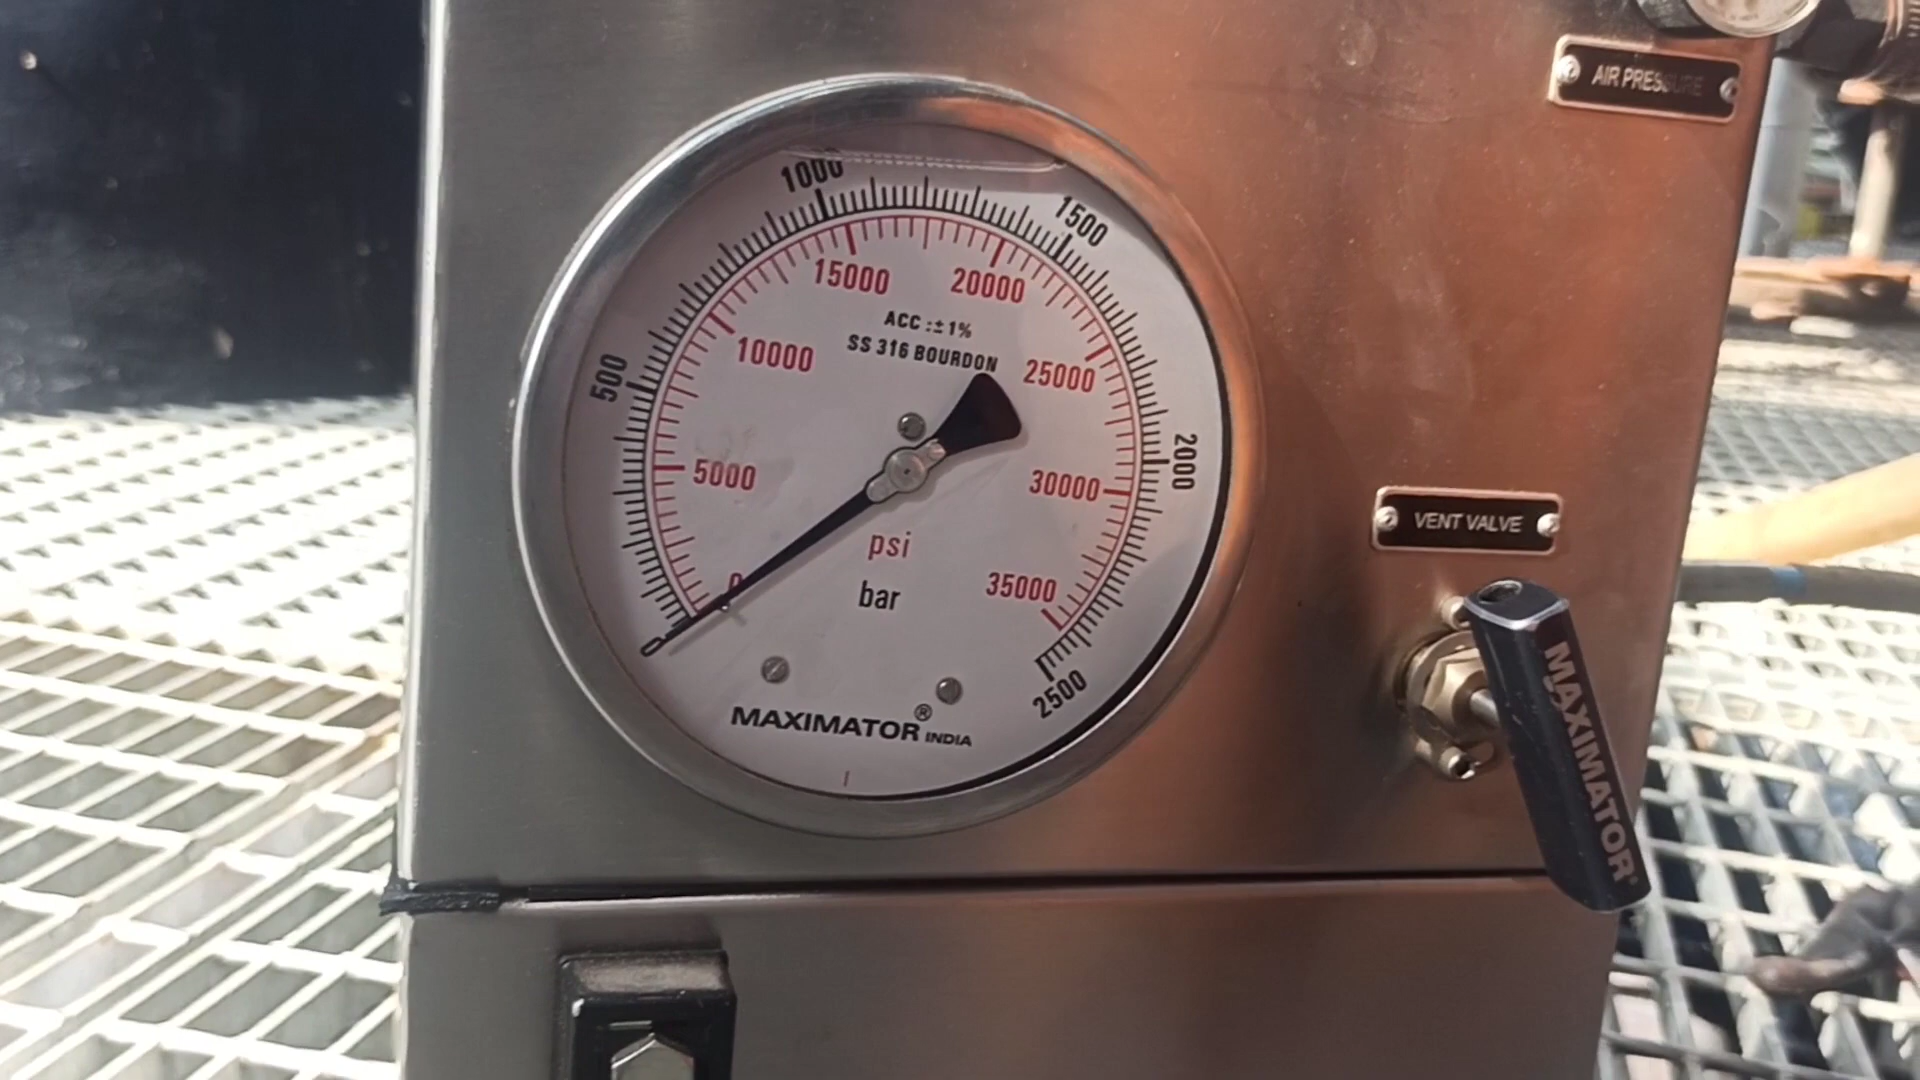 AIR PRESSURE
1000
1500
15000
20000
ACC :± 1%
SS 316 BOURDON
10000
25000
500
2000
5000
30000
psi
0
35000
bar
0
2500
MAXIMATOR®
INDIA
VENT VALVE
MAXIMATOR®